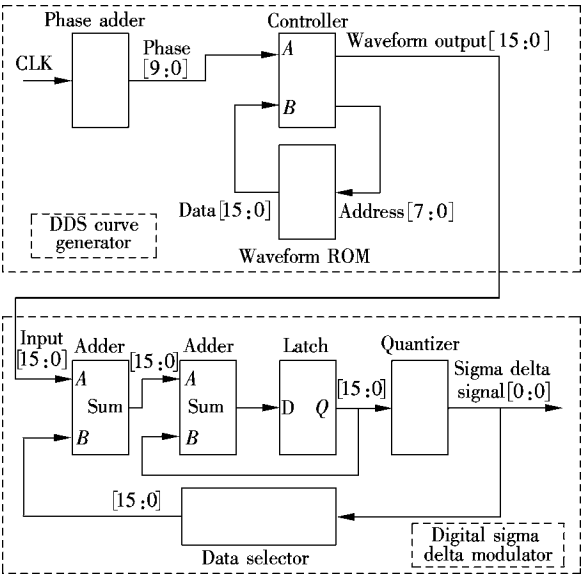 Phase adder
Controller
CLK
Phase
[9:0]
A
B
Waveform output[15:0]
Data[15:0]
Address[7:0]
Waveform ROM
DDS curve
generator
Input
[15:0]
Adder
[15:0]
Adder
Latch
[15:0]
Quantizer
Sigma delta
signal[0:0]
A
Sum
B
A
Sum
B
D
Q
[15:0]
Data selector
Digital sigma
delta modulator